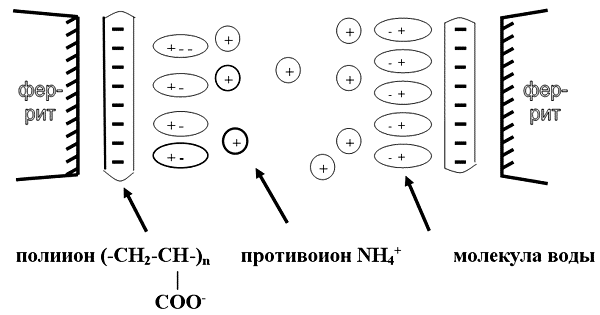 фер-
рит
фер-
рит
полиион (-CH₂-CH-)ₙ
COO⁻
противоион NH₄⁺
молекула воды